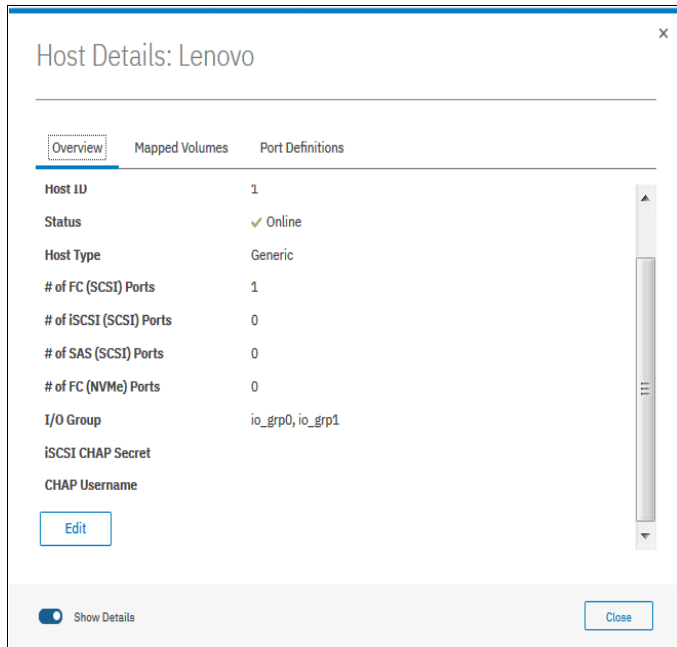 ×
Host Details: Lenovo
Overview Mapped Volumes Port Definitions
Host ID 1
Status Online
Host Type Generic
# of FC (SCSI) Ports 1
# of iSCSI (SCSI) Ports 0
# of SAS (SCSI) Ports 0
# of FC (NVMe) Ports 0
I/O Group io_grp0, io_grp1
iSCSI CHAP Secret
CHAP Username
Edit
Show Details Close